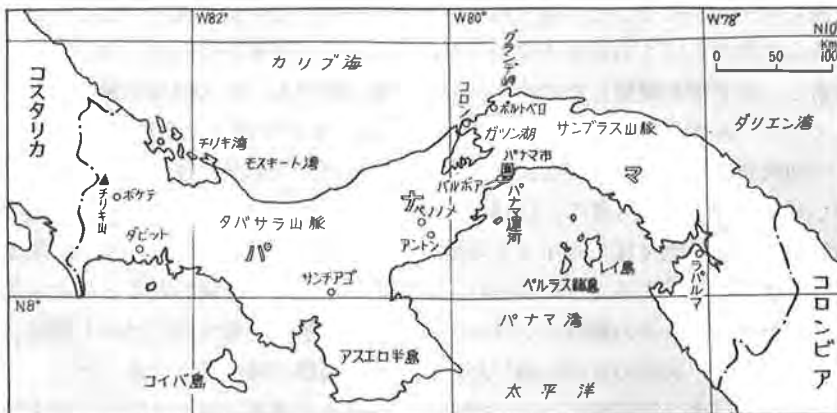 W82°
W80°
W78°
N10°
km
0 50 100
カリブ海
グランデ岬
コロン
ポルトベロ
ガツン湖
サンブラス山脈
ダリエン湾
コスタリカ
チリキ湾
モスキート湾
パナマ市
バルボア
パナマ運河
チリキ山
ボケテ
ダビット
タバサラ山脈
ペノノメ
アントン
パ
ナ
マ
サンチアゴ
ペルラス諸島
レイ島
ラパルマ
コロンビア
N8°
パナマ湾
アスエロ半島
コイバ島
太平洋